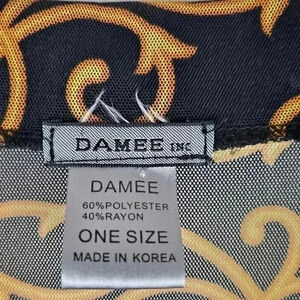 DAMEE INC
DAMEE
60%POLYESTER
40%RAYON
ONE SIZE
MADE IN KOREA